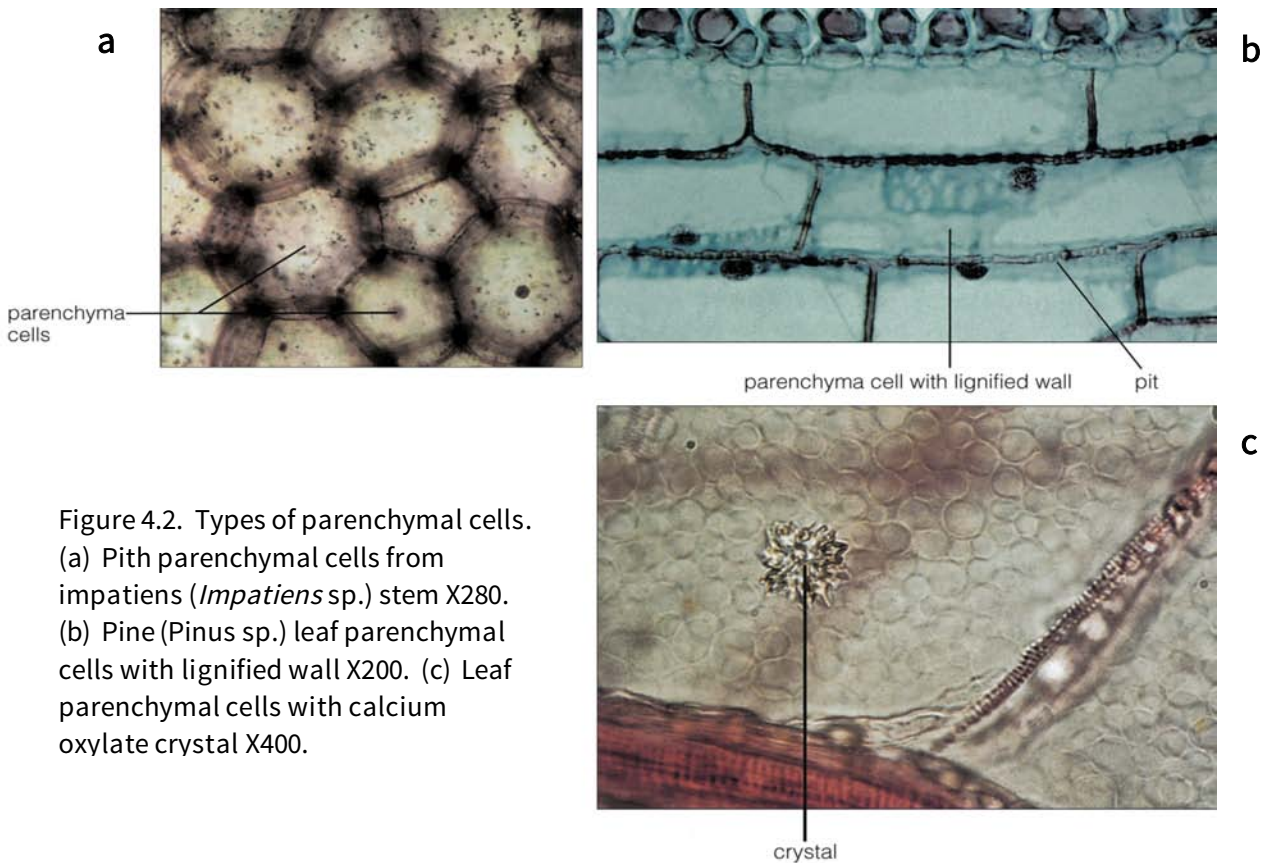 a
b
parenchyma
cells
parenchyma cell with lignified wall
pit
c
Figure 4.2. Types of parenchymal cells.
(a) Pith parenchymal cells from
impatiens (Impatiens sp.) stem X280.
(b) Pine (Pinus sp.) leaf parenchymal
cells with lignified wall X200. (c) Leaf
parenchymal cells with calcium
oxylate crystal X400.
crystal